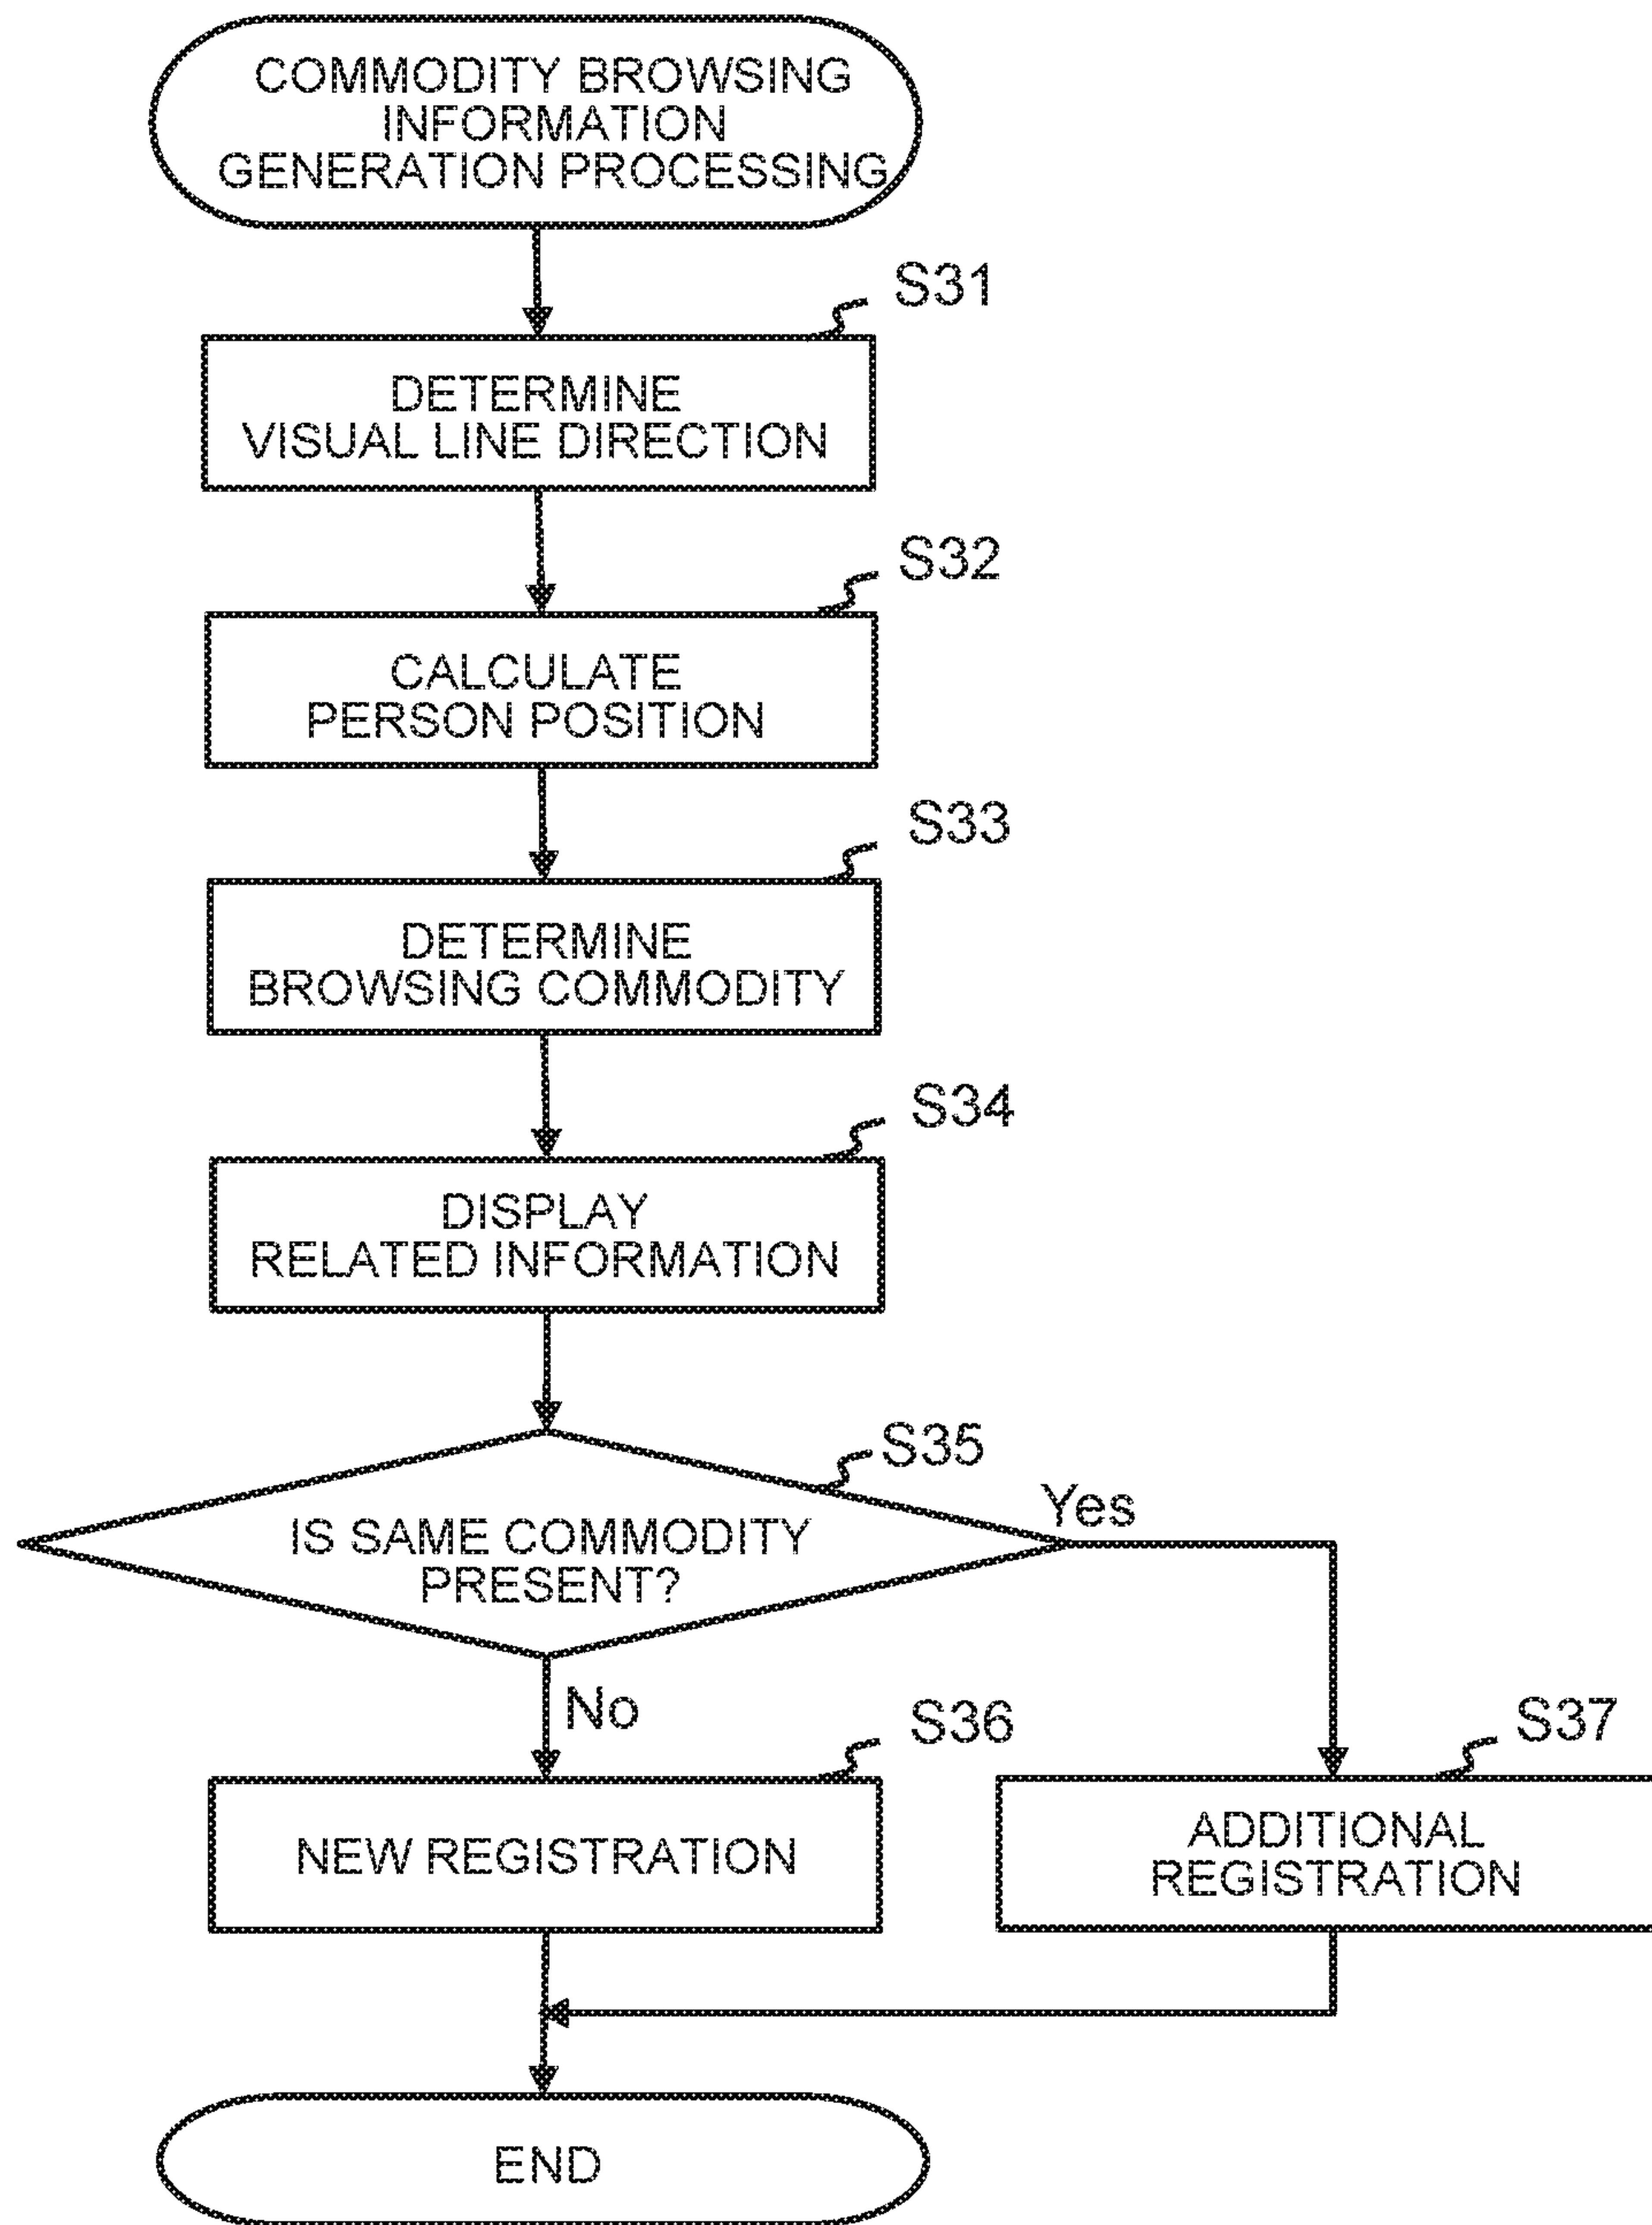 COMMODITY BROWSING
INFORMATION
GENERATION PROCESSING
S31
DETERMINE
VISUAL LINE DIRECTION
S32
CALCULATE
PERSON POSITION
S33
DETERMINE
BROWSING COMMODITY
S34
DISPLAY
RELATED INFORMATION
S35
Yes
IS SAME COMMODITY
PRESENT?
No
S36
NEW REGISTRATION
S37
ADDITIONAL
REGISTRATION
END